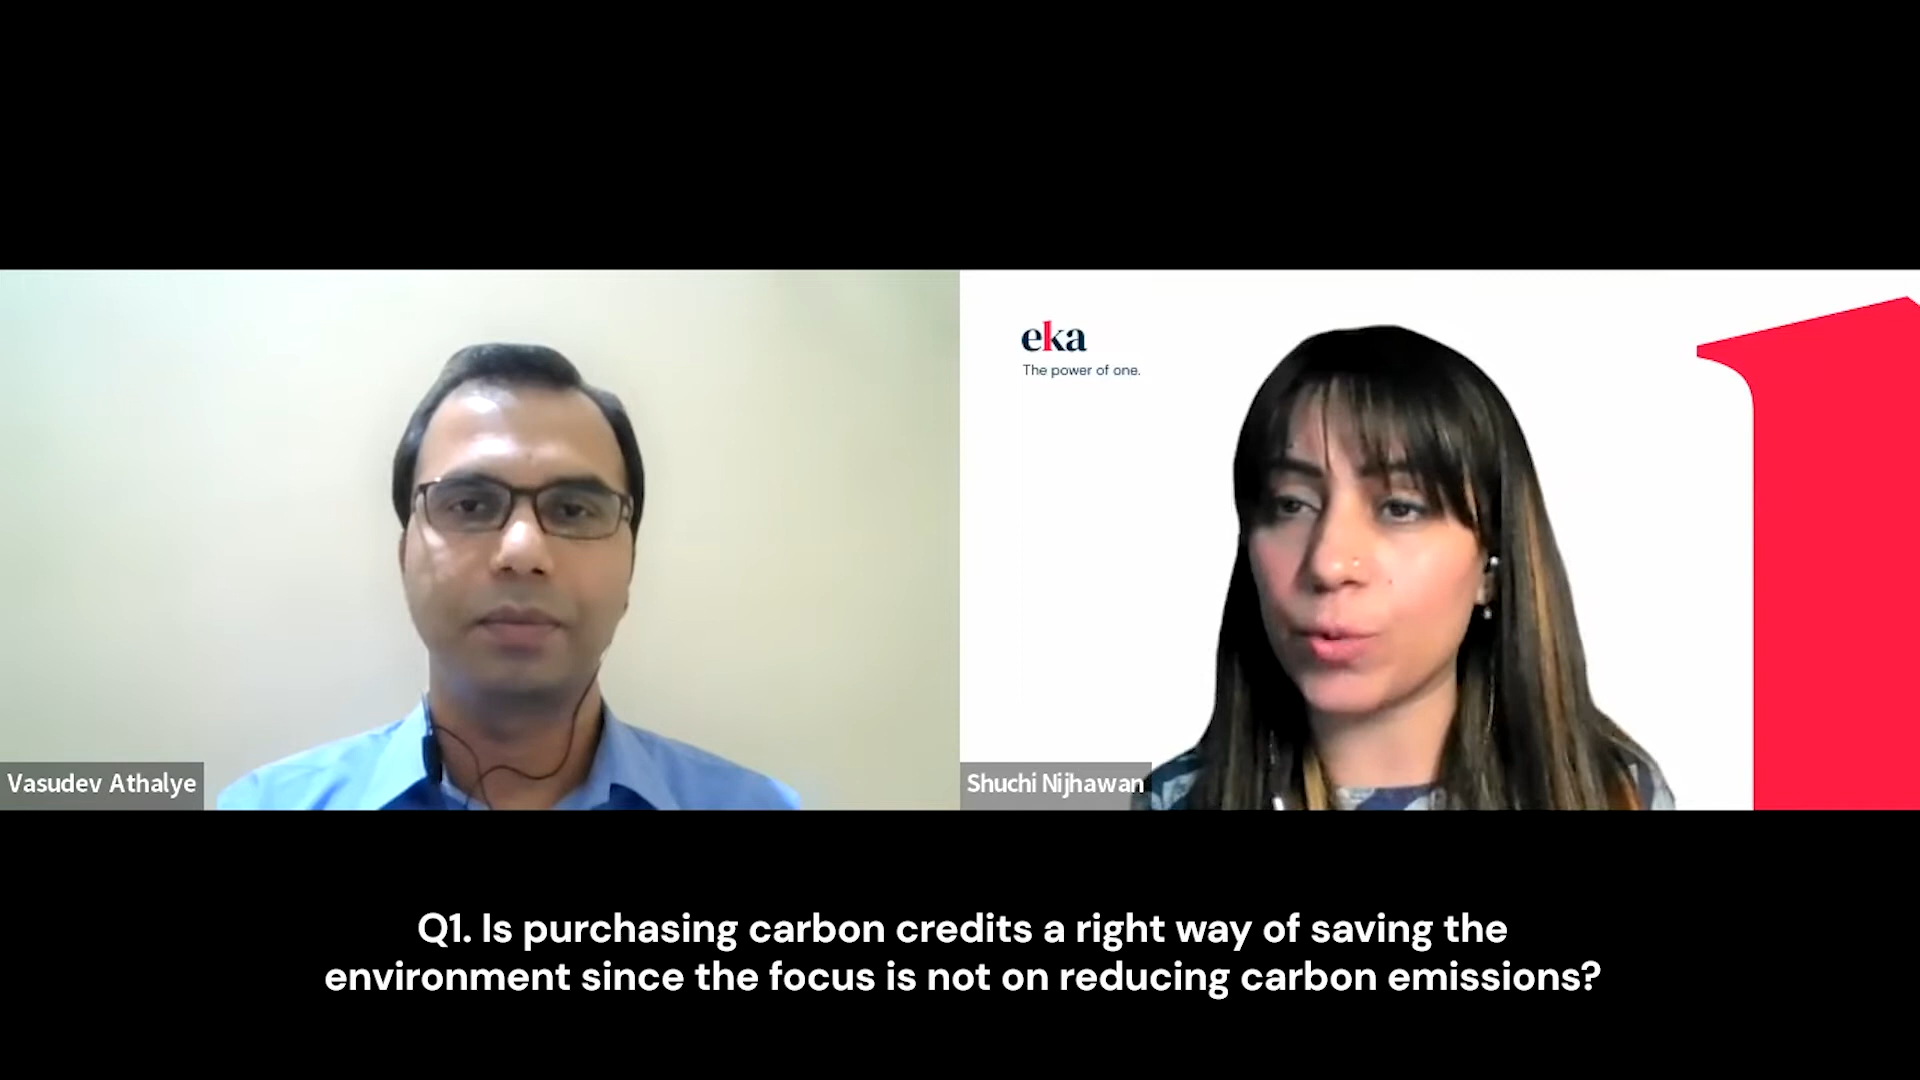 eka
The power of one.
Vasudev Athalye
Shuchi Nijhawan
Q1. Is purchasing carbon credits a right way of saving the
environment since the focus is not on reducing carbon emissions?